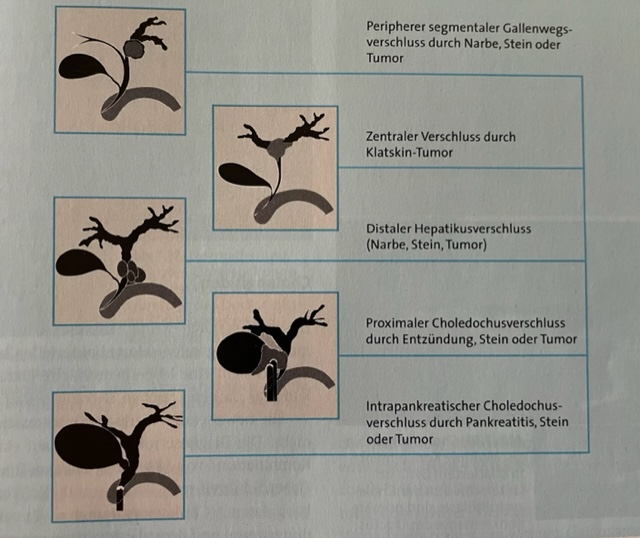 Peripherer segmentaler Gallenwegs-
verschluss durch Narbe, Stein oder
Tumor
Zentraler Verschluss durch
Klatskin-Tumor
Distaler Hepatikusverschluss
(Narbe, Stein, Tumor)
Proximaler Choledochusverschluss
durch Entzündung, Stein oder Tumor
Intrapankreatischer Choledochus-
verschluss durch Pankreatitis, Stein
oder Tumor